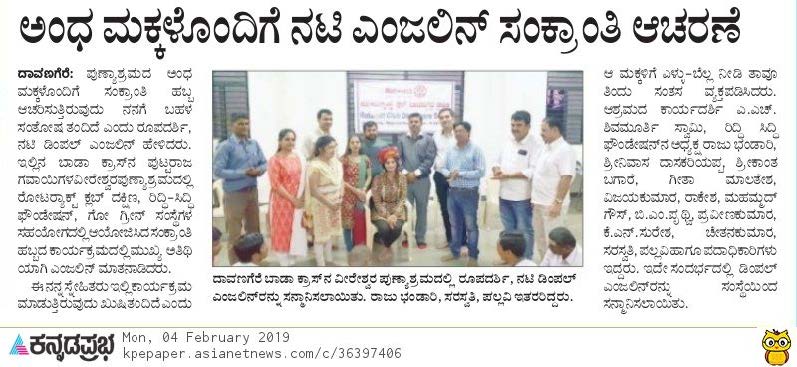 ಅಂಧ ಮಕ್ಕಳೊಂದಿಗೆ ನಟಿ ಎಂಜಲಿನ್ ಸಂಕ್ರಾಂತಿ ಆಚರಣೆ
ದಾವಣಗೆರೆ: ಪುಣ್ಯಾಶ್ರಮದ ಅಂಧ
ಮಕ್ಕಳೊಂದಿಗೆ ಸಂಕ್ರಾಂತಿ ಹಬ್ಬ
ಆಚರಿಸುತ್ತಿರುವುದು ನನಗೆ ಬಹಳ
ಸಂತೋಷ ತಂದಿದೆ ಎಂದು ರೂಪದರ್ಶಿ,
ನಟಿ ಡಿಂಪಲ್ ಎಂಜಲಿನ್ ಹೇಳಿದರು.
ಇಲ್ಲಿನ ಬಾಡಾ ಕ್ರಾಸ್‌ನ ಪುಟ್ಟರಾಜ
ಗವಾಯಿಗಳ ವೀರೇಶ್ವರ ಪುಣ್ಯಾಶ್ರಮದಲ್ಲಿ
ರೋಟರ‍್ಯಾಕ್ಟ್ ಕ್ಲಬ್ ದಕ್ಷಿಣ, ರಿದ್ಧಿ-ಸಿದ್ಧಿ
ಫೌಂಡೇಷನ್, ಗೋ ಗ್ರೀನ್ ಸಂಸ್ಥೆಗಳ
ಸಹಯೋಗದಲ್ಲಿ ಆಯೋಜಿಸಿದ ಸಂಕ್ರಾಂತಿ
ಹಬ್ಬದ ಕಾರ್ಯಕ್ರಮದಲ್ಲಿ ಮುಖ್ಯ ಅತಿಥಿ
ಯಾಗಿ ಎಂಜಲಿನ್ ಮಾತನಾಡಿದರು.
ಈ ನನ್ನ ಸ್ನೇಹಿತರು ಇಲ್ಲಿ ಕಾರ್ಯಕ್ರಮ
ಮಾಡುತ್ತಿರುವುದು ಖುಷಿ ತಂದಿದೆ ಎಂದು
ದಾವಣಗೆರೆ ಬಾಡಾ ಕ್ರಾಸ್‌ನ ವೀರೇಶ್ವರ ಪುಣ್ಯಾಶ್ರಮದಲ್ಲಿ ರೂಪದರ್ಶಿ, ನಟಿ ಡಿಂಪಲ್
ಎಂಜಲಿನ್‌ರನ್ನು ಸನ್ಮಾನಿಸಲಾಯಿತು. ರಾಜು ಭಂಡಾರಿ, ಸರಸ್ವತಿ, ಪಲ್ಲವಿ ಇತರರಿದ್ದರು.
ಆ ಮಕ್ಕಳಿಗೆ ಎಳ್ಳು-ಬೆಲ್ಲ ನೀಡಿ ತಾವೂ
ತಿಂದು ಸಂತಸ ವ್ಯಕ್ತಪಡಿಸಿದರು.
ಆಶ್ರಮದ ಕಾರ್ಯದರ್ಶಿ ಎ.ಎಚ್.
ಶಿವಮೂರ್ತಿ ಸ್ವಾಮಿ, ರಿದ್ಧಿ ಸಿದ್ಧಿ
ಫೌಂಡೇಷನ್‌ನ ಅಧ್ಯಕ್ಷ ರಾಜು ಭಂಡಾರಿ,
ಶ್ರೀನಿವಾಸ ದಾಸಕರಿಯಪ್ಪ, ಶ್ರೀಕಾಂತ
ಬಗಾರೆ, ಗೀತಾ ಮಾಲತೇಶ,
ವಿಜಯಕುಮಾರ, ರಾಕೇಶ, ಮಹಮ್ಮದ್
ಗೌಸ್, ಬಿ.ಎಂ.ಪೃಥ್ವಿ, ಪ್ರವೀಣಕುಮಾರ,
ಕೆ.ಎನ್.ಸುರೇಶ, ಚೇತನಕುಮಾರ,
ಸರಸ್ವತಿ, ಪಲ್ಲವಿ ಹಾಗೂ ಪದಾಧಿಕಾರಿಗಳು
ಇದ್ದರು. ಇದೇ ಸಂದರ್ಭದಲ್ಲಿ ಡಿಂಪಲ್
ಎಂಜಲಿನ್‌ರನ್ನು ಸಂಸ್ಥೆಯಿಂದ
ಸನ್ಮಾನಿಸಲಾಯಿತು.
ಕನ್ನಡಪ್ರಭ
Mon, 04 February 2019
kpepaper.asianetnews.com/c/36397406